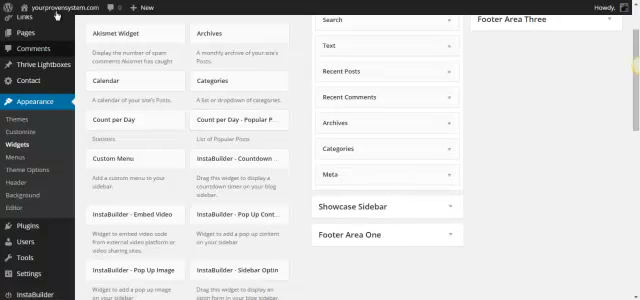 yourprovensystem.com 0 + New Howdy,
Links
Pages
Comments
Thrive Lightboxes
Contact
Appearance
Themes
Customize
Widgets
Menus
Theme Options
Header
Background
Editor
Plugins
Users
Tools
Settings
InstaBuilder
Akismet Widget
Display the number of spam
comments Akismet has caught
Archives
A monthly archive of your site's
Posts.
Calendar
A calendar of your site's Posts.
Categories
A list or dropdown of categories.
Count per Day
Statistics
Count per Day - Popular P...
List of Popular Posts
Custom Menu
Add a custom menu to your
sidebar.
InstaBuilder - Countdown ...
Drag this widget to display a
countdown timer on your blog
sidebar.
InstaBuilder - Embed Video
Widget to embed video code
from external video platform or
video sharing sites.
InstaBuilder - Pop Up Cont...
Widget to add a pop up content
on your sidebar
InstaBuilder - Pop Up Image
Widget to add a pop up
image on your sidebar
InstaBuilder - Sidebar Optin
Drag this widget to display an
Search
Text
Recent Posts
Recent Comments
Archives
Categories
Meta
Showcase Sidebar
Footer Area One
Footer Area Three